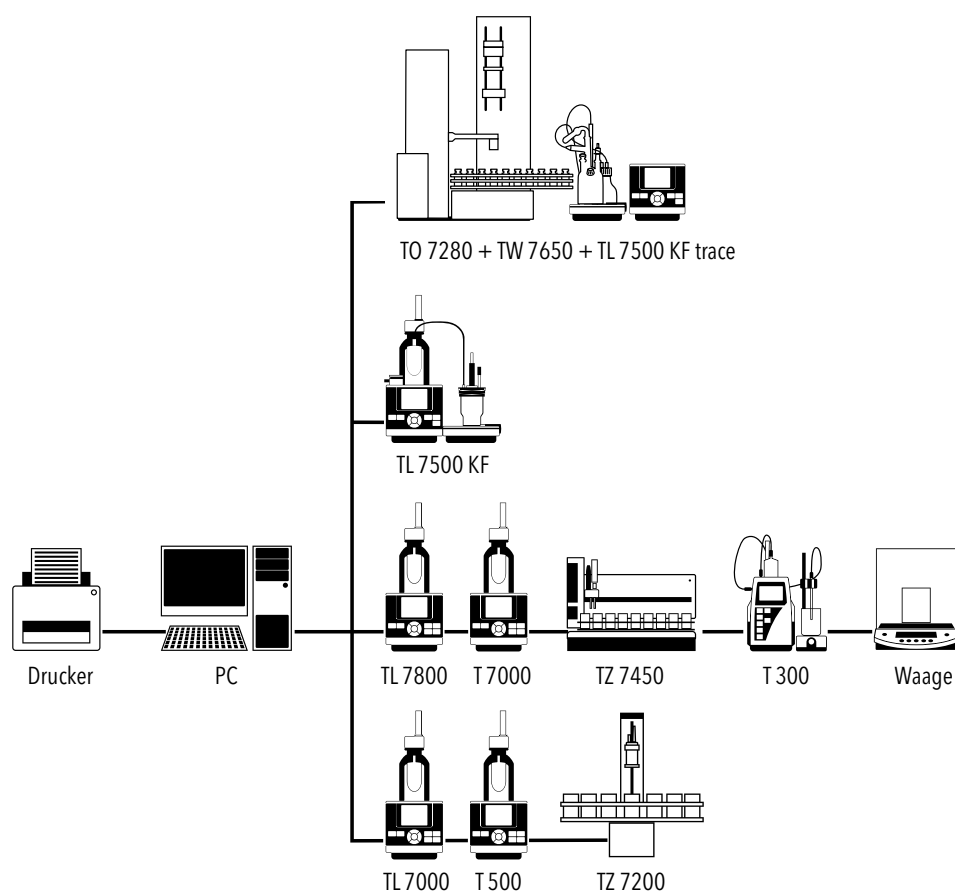 TO 7280 + TW 7650 + TL 7500 KF trace
TL 7500 KF
Drucker
PC
TL 7800
T 7000
TZ 7450
T 300
Waage
TL 7000
T 500
TZ 7200